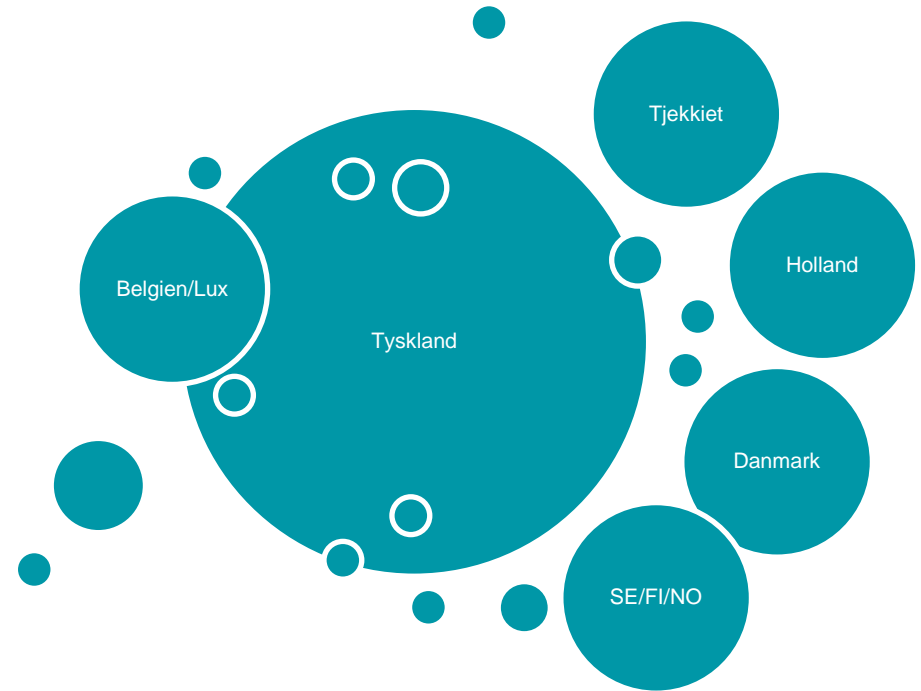 Tjekkiet
Holland
Belgien/Lux
Tyskland
Danmark
SE/FI/NO